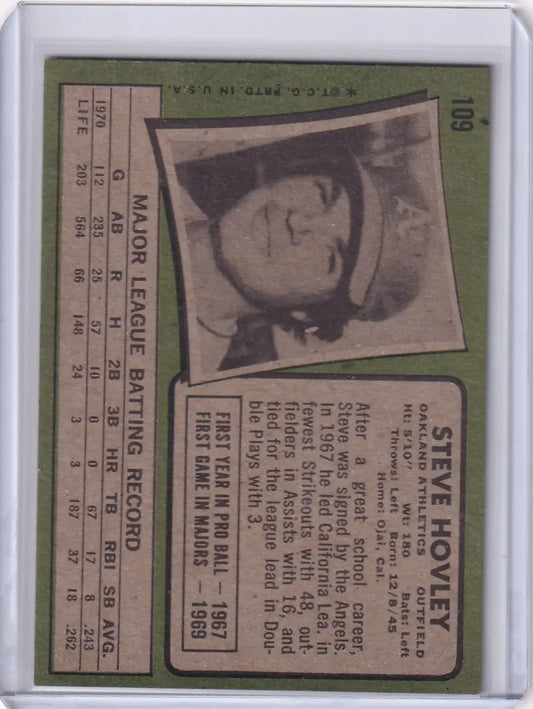 109
STEVE HOVLEY
OAKLAND ATHLETICS OUTFIELD
Ht: 5'10" Wt: 180 Bats: Left
Throws: Left Born: 12/8/45
Home: Ojai, Cal.
After a great school career,
Steve was signed by the Angels.
In 1967 he led California Lea. in
fewest Strikeouts with 48, out-
fielders in Assists with 16, and
tied for the league lead in Dou-
ble Plays with 3.
FIRST YEAR IN PRO BALL — 1967
FIRST GAME IN MAJORS — 1969
A's
MAJOR LEAGUE BATTING RECORD
G AB R H 2B 3B HR TB RBI SB AVG.
1970 112 235 25 57 10 0 0 67 17 8 .243
LIFE 203 564 66 148 24 3 3 187 37 18 .262
*©T.C.G. PRTD. IN U.S.A.